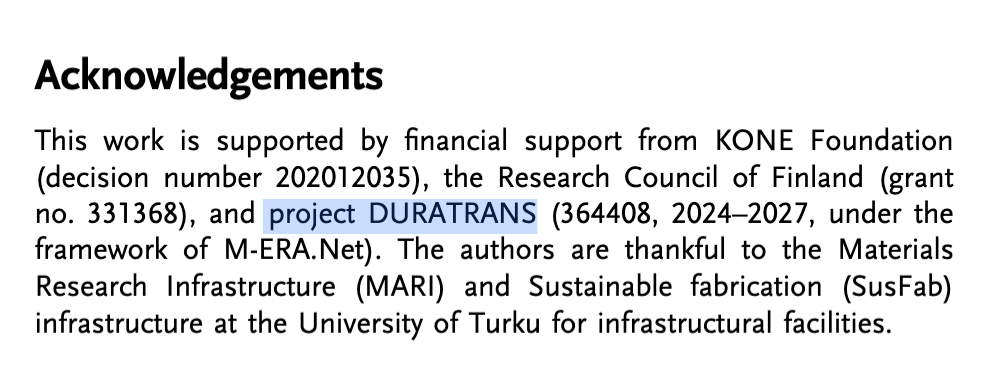 Acknowledgements
This work is supported by financial support from KONE Foundation
(decision number 202012035), the Research Council of Finland (grant
no. 331368), and project DURATRANS (364408, 2024–2027, under the
framework of M-ERA.Net). The authors are thankful to the Materials
Research Infrastructure (MARI) and Sustainable fabrication (SusFab)
infrastructure at the University of Turku for infrastructural facilities.